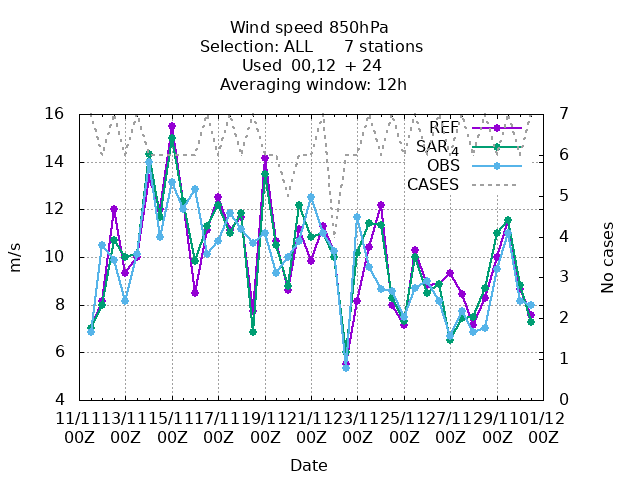 Wind speed 850hPa
Selection: ALL 7 stations
Used 00,12 + 24
Averaging window: 12h
16
14
12
10
8
6
4
7
6
5
4
3
2
1
0
REF
SAR_4
OBS
CASES
m/s
No cases
11/11 13/11 15/11 17/11 19/11 21/11 23/11 25/11 27/11 29/11 01/12
00Z 00Z 00Z 00Z 00Z 00Z 00Z 00Z 00Z 00Z 00Z
Date